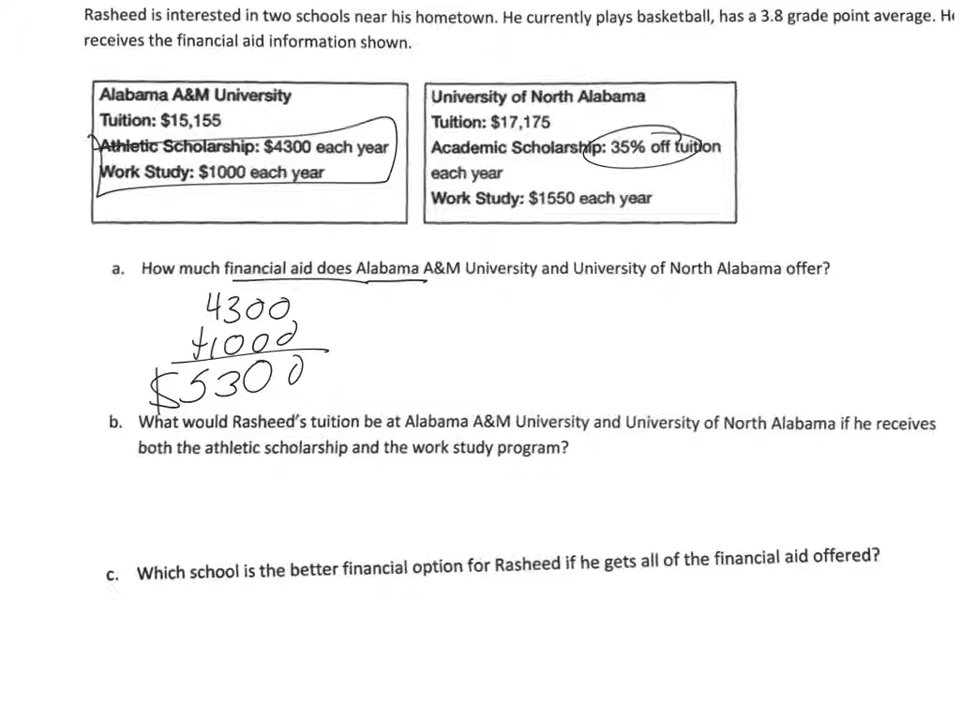 Rasheed is interested in two schools near his hometown. He currently plays basketball, has a 3.8 grade point average. He
receives the financial aid information shown.
Alabama A&M University
Tuition: $15,155
Athletic Scholarship: $4300 each year
Work Study: $1000 each year
University of North Alabama
Tuition: $17,175
Academic Scholarship: 35% off tuition
each year
Work Study: $1550 each year
a. How much financial aid does Alabama A&M University and University of North Alabama offer?
4300
+1000
$5300
b. What would Rasheed's tuition be at Alabama A&M University and University of North Alabama if he receives
both the athletic scholarship and the work study program?
c. Which school is the better financial option for Rasheed if he gets all of the financial aid offered?